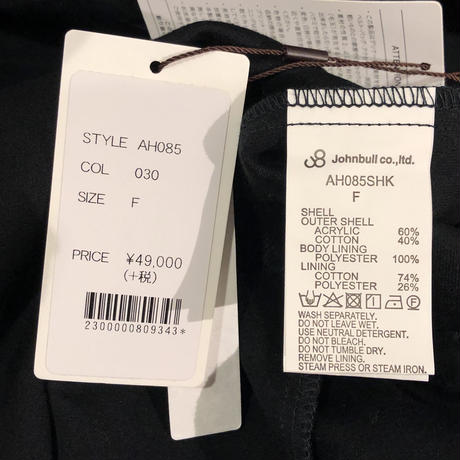 STYLE AH085
COL 030
SIZE F
PRICE ¥49,000
(+税)
2300000809343*
ATTENTION
Johnbull co.,ltd.
AH085SHK
F
SHELL
OUTER SHELL
ACRYLIC 60%
COTTON 40%
BODY LINING
POLYESTER 100%
LINING
COTTON 74%
POLYESTER 26%
WASH SEPARATELY.
DO NOT LEAVE WET.
USE NEUTRAL DETERGENT.
DO NOT BLEACH.
DO NOT TUMBLE DRY.
REMOVE LINING.
STEAM PRESS OR STEAM IRON.